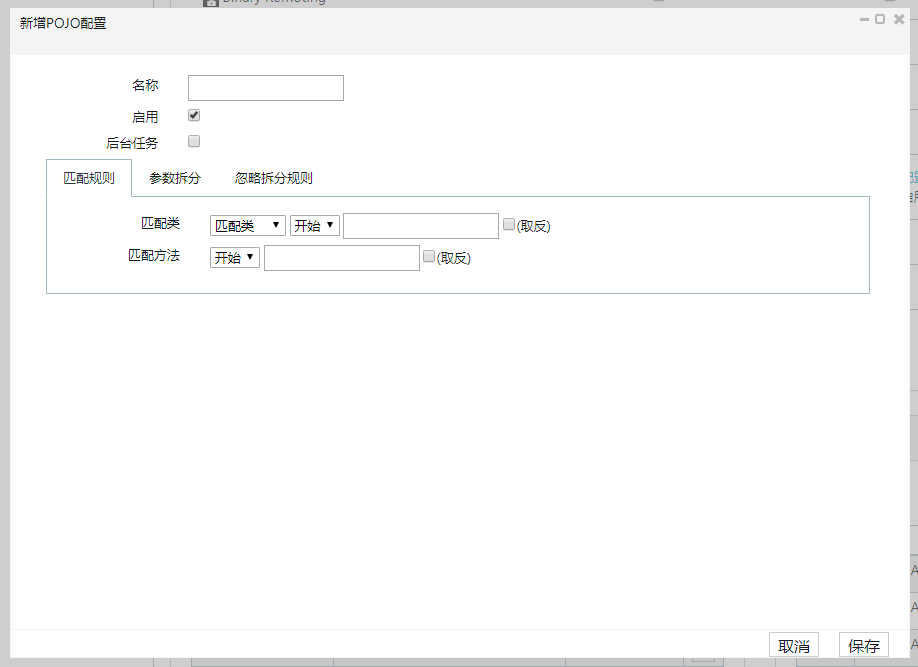 Binary Remoting
新增POJO配置
名称
启用
后台任务
匹配规则 参数拆分 忽略拆分规则
匹配类 匹配类 开始 (取反)
匹配方法 开始 (取反)
取消 保存